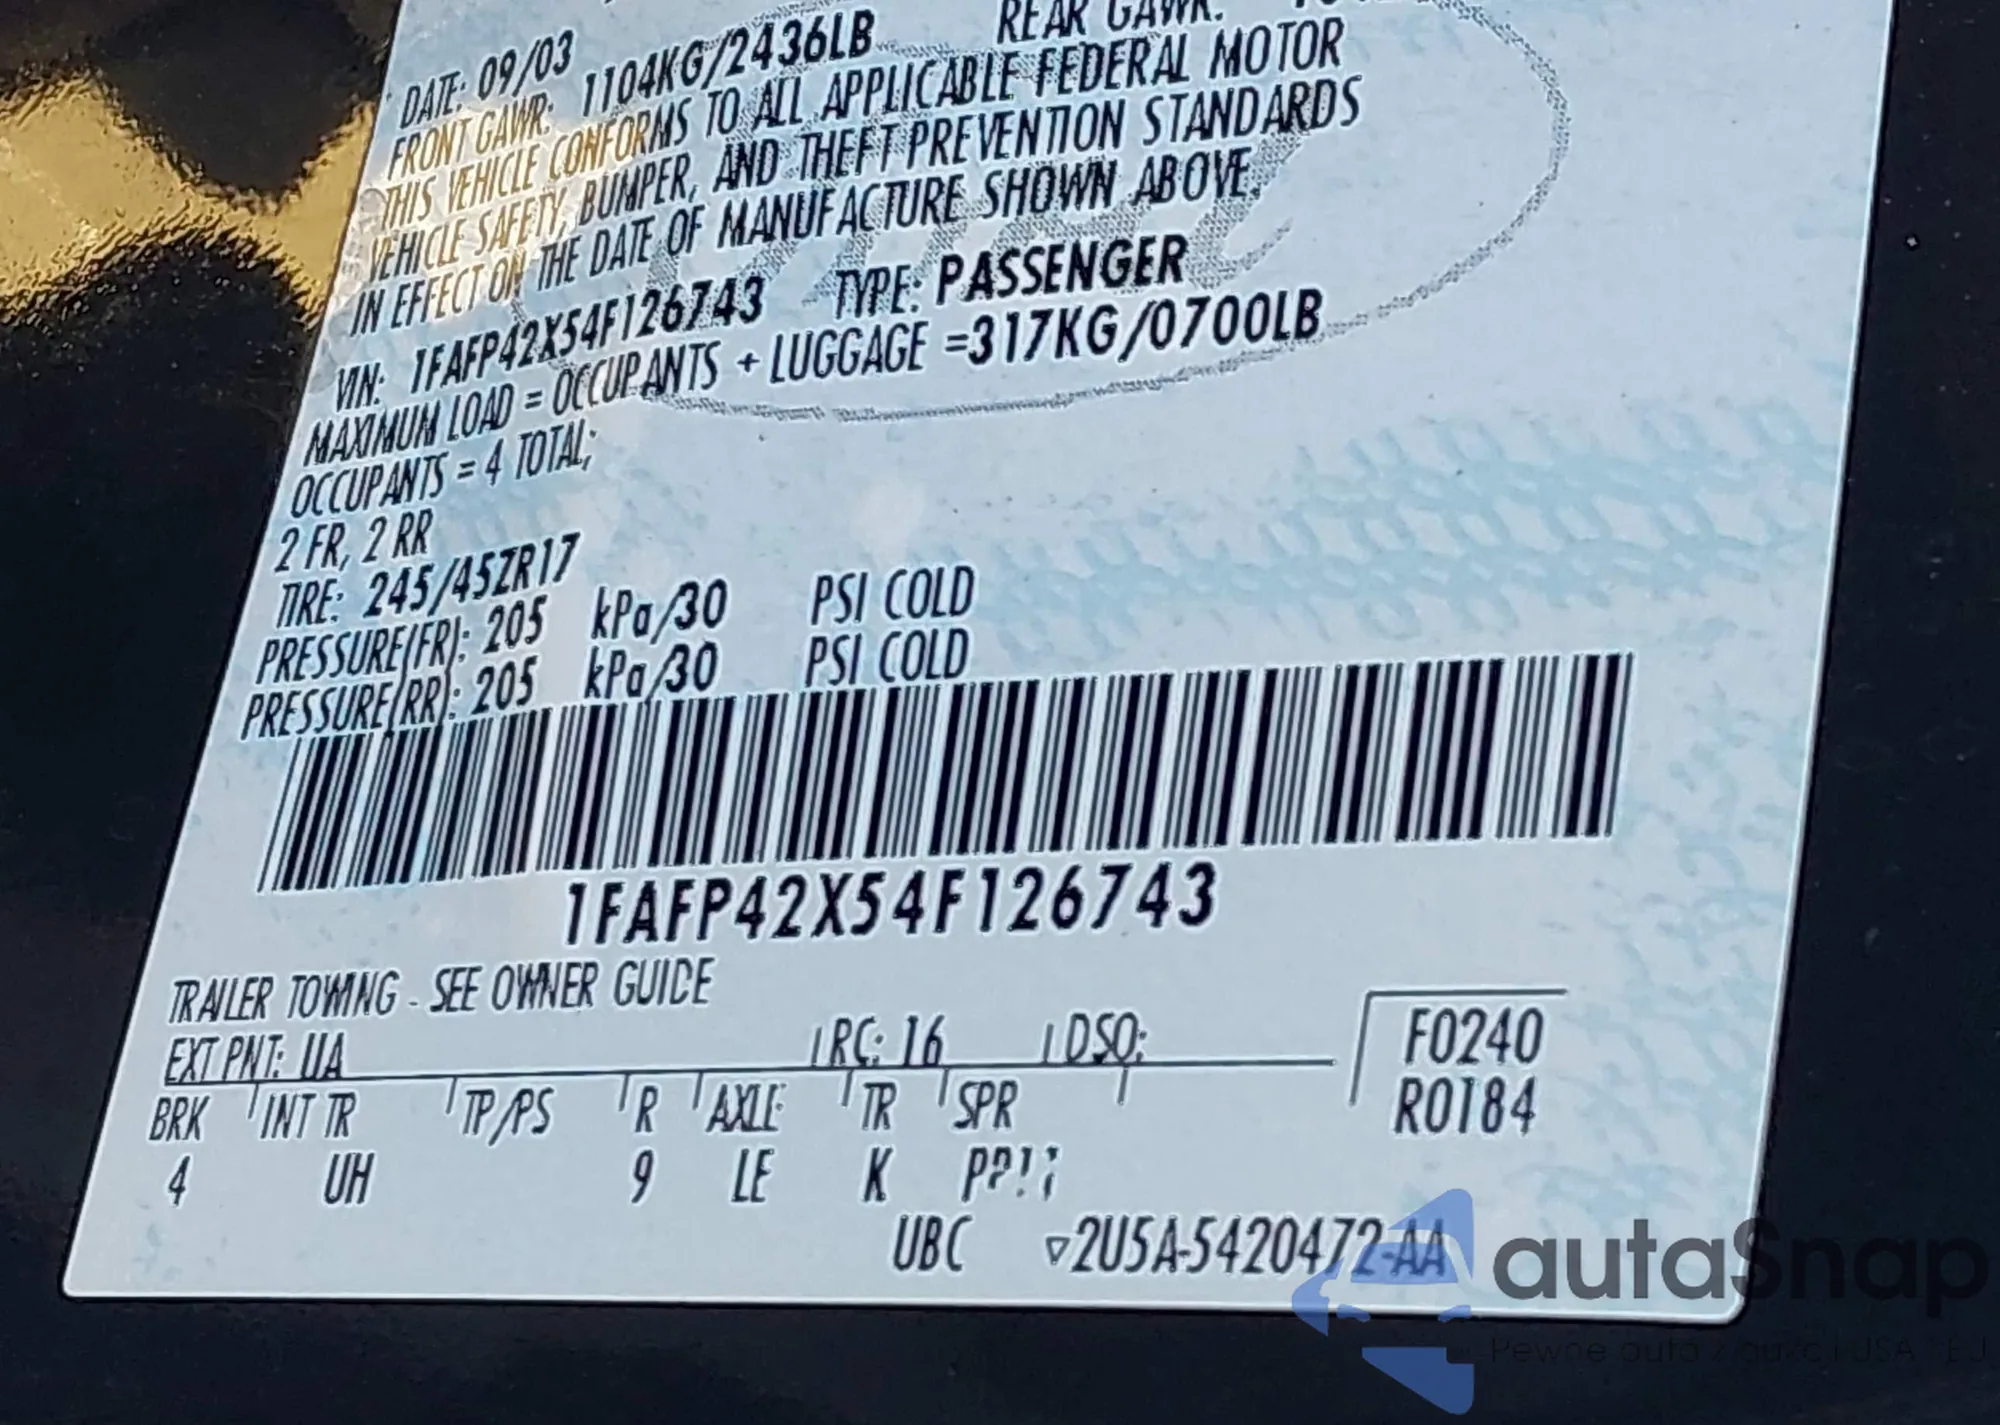 DATE: 09/03
REAR GAWR:
FRONT GAWR: 1104KG/2436LB
THIS VEHICLE CONFORMS TO ALL APPLICABLE FEDERAL MOTOR
VEHICLE SAFETY, BUMPER, AND THEFT PREVENTION STANDARDS
IN EFFECT ON THE DATE OF MANUFACTURE SHOWN ABOVE.
VIN: 1FAFP42X54F126743 TYPE: PASSENGER
MAXIMUM LOAD = OCCUPANTS + LUGGAGE =317KG/0700LB
OCCUPANTS = 4 TOTAL;
2 FR, 2 RR
TIRE: 245/45ZR17
PRESSURE(FR): 205 kPa/30 PSI COLD
PRESSURE(RR): 205 kPa/30 PSI COLD
1FAFP42X54F126743
TRAILER TOWING - SEE OWNER GUIDE
EXT PNT: UA RC: 16 DSO: F0240
BRK INT TR TP/PS R AXLE TR SPR R0184
4 UH 9 LE K
UBC ▽2U5A-5420472-AA
autaSnap
Pewne auta z aukcji USA i EU